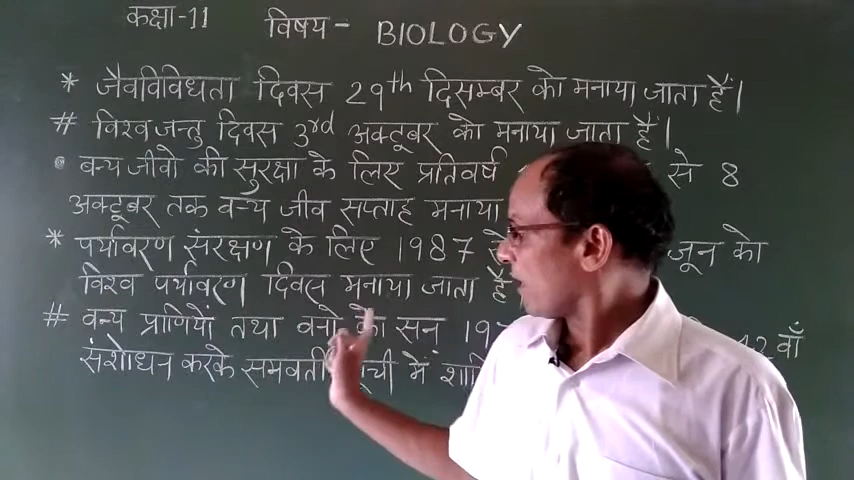 कक्षा-11 विषय - BIOLOGY
* जैवविविधता दिवस 29th दिसम्बर को मनाया जाता हैं।
# विश्व जन्तु दिवस 3rd अक्टूबर को मनाया जाता हैं।
• बन्य जीवो की सुरक्षा के लिए प्रतिवर्ष से 8
अक्टूबर तक वन्य जीव सप्ताह मनाया
* पर्यावरण संरक्षण के लिए 1987 जून को
विश्व पर्यावरण दिवस मनाया जाता
# वन्य प्राणियों तथा वनो को सन् 42 वाँ
संशोधन करके समवर्ती में